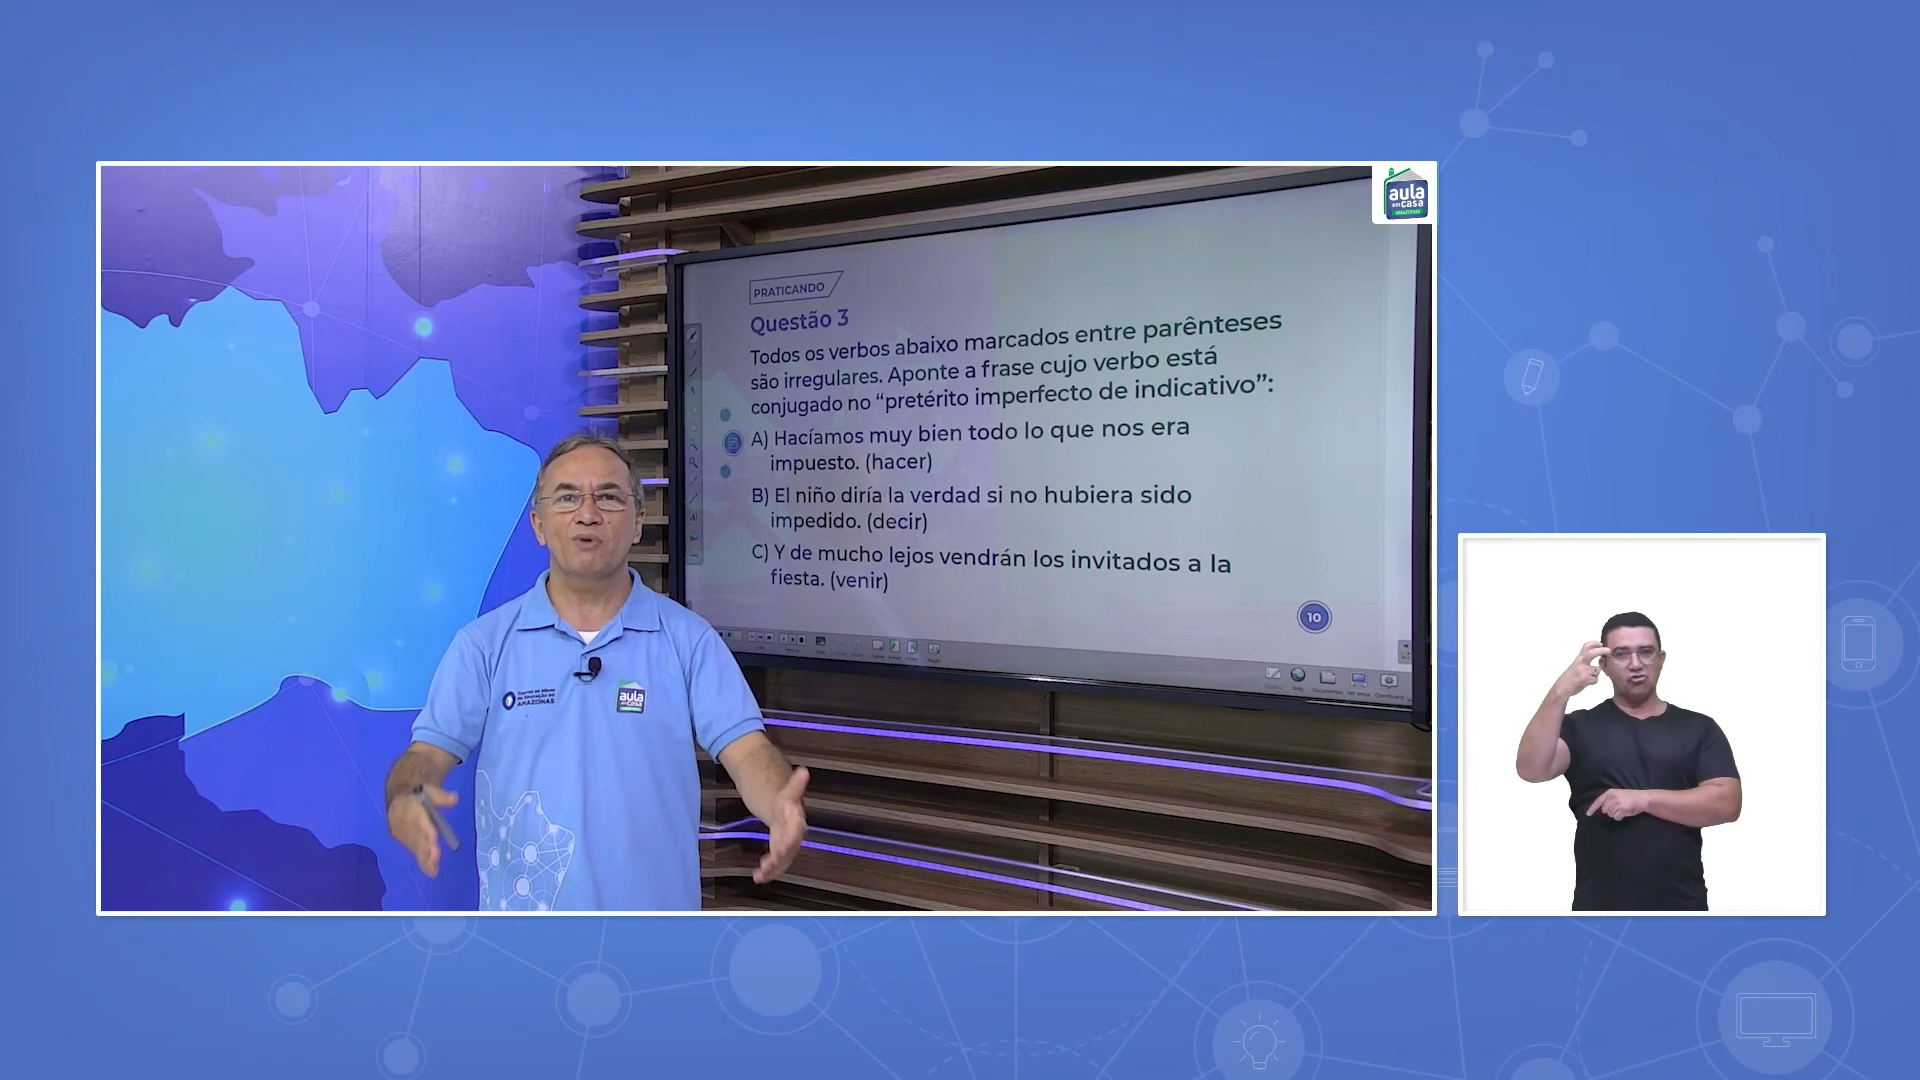 aula
em casa
AMAZONAS
PRATICANDO
Questão 3
Todos os verbos abaixo marcados entre parênteses
são irregulares. Aponte a frase cujo verbo está
conjugado no “pretérito imperfecto de indicativo”:
A) Hacíamos muy bien todo lo que nos era
impuesto. (hacer)
B) El niño diría la verdad si no hubiera sido
impedido. (decir)
C) Y de mucho lejos vendrán los invitados a la
fiesta. (venir)
10
AMAZONAS
aula
em casa